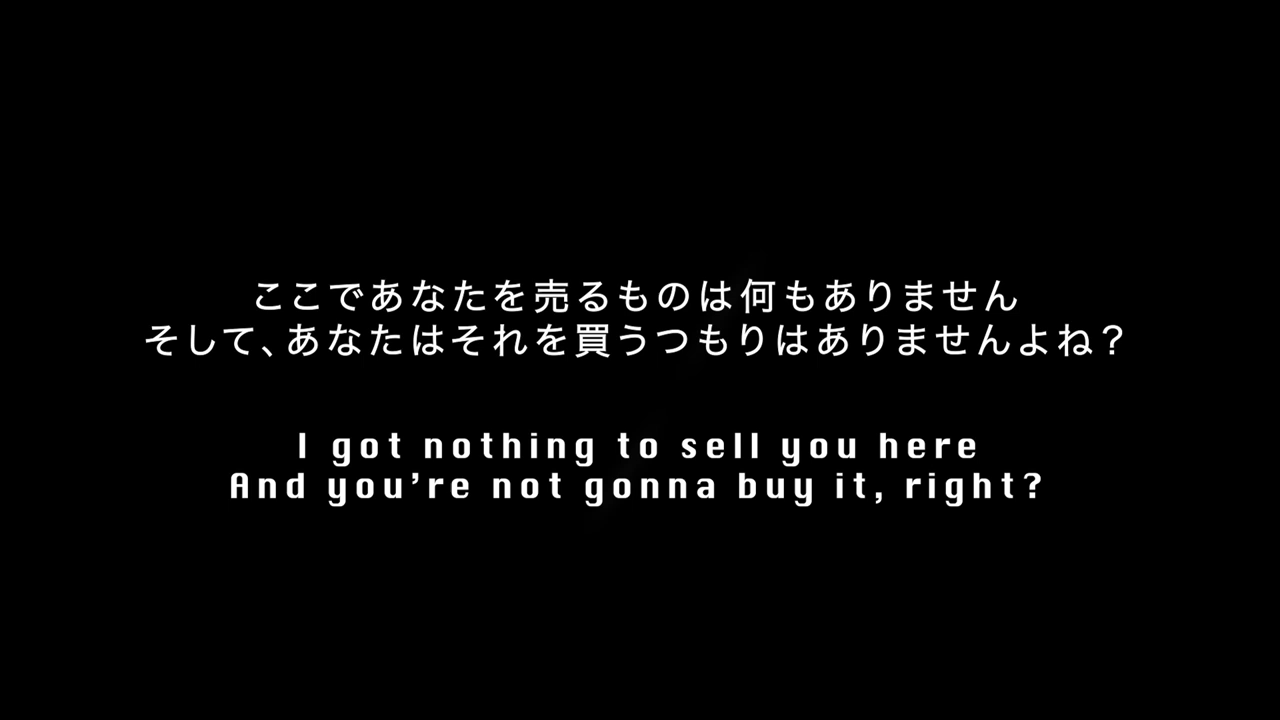 ここであなたを売るものは何もありません
そして、あなたはそれを買うつもりはありませんよね？
I got nothing to sell you here
And you’re not gonna buy it, right?